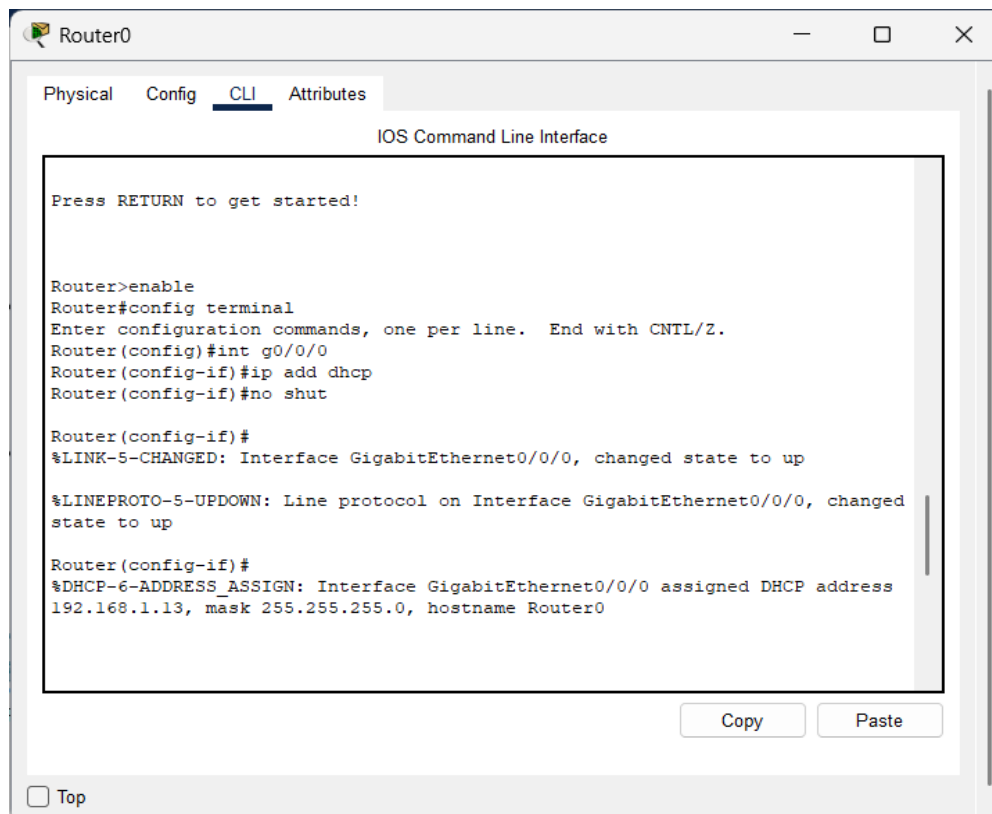 Router0
Physical Config CLI Attributes
IOS Command Line Interface
Press RETURN to get started!
Router>enable
Router#config terminal
Enter configuration commands, one per line.  End with CNTL/Z.
Router(config)#int g0/0/0
Router(config-if)#ip add dhcp
Router(config-if)#no shut
Router(config-if)#
%LINK-5-CHANGED: Interface GigabitEthernet0/0/0, changed state to up
%LINEPROTO-5-UPDOWN: Line protocol on Interface GigabitEthernet0/0/0, changed
state to up
Router(config-if)#
%DHCP-6-ADDRESS_ASSIGN: Interface GigabitEthernet0/0/0 assigned DHCP address
192.168.1.13, mask 255.255.255.0, hostname Router0
Copy Paste
Top